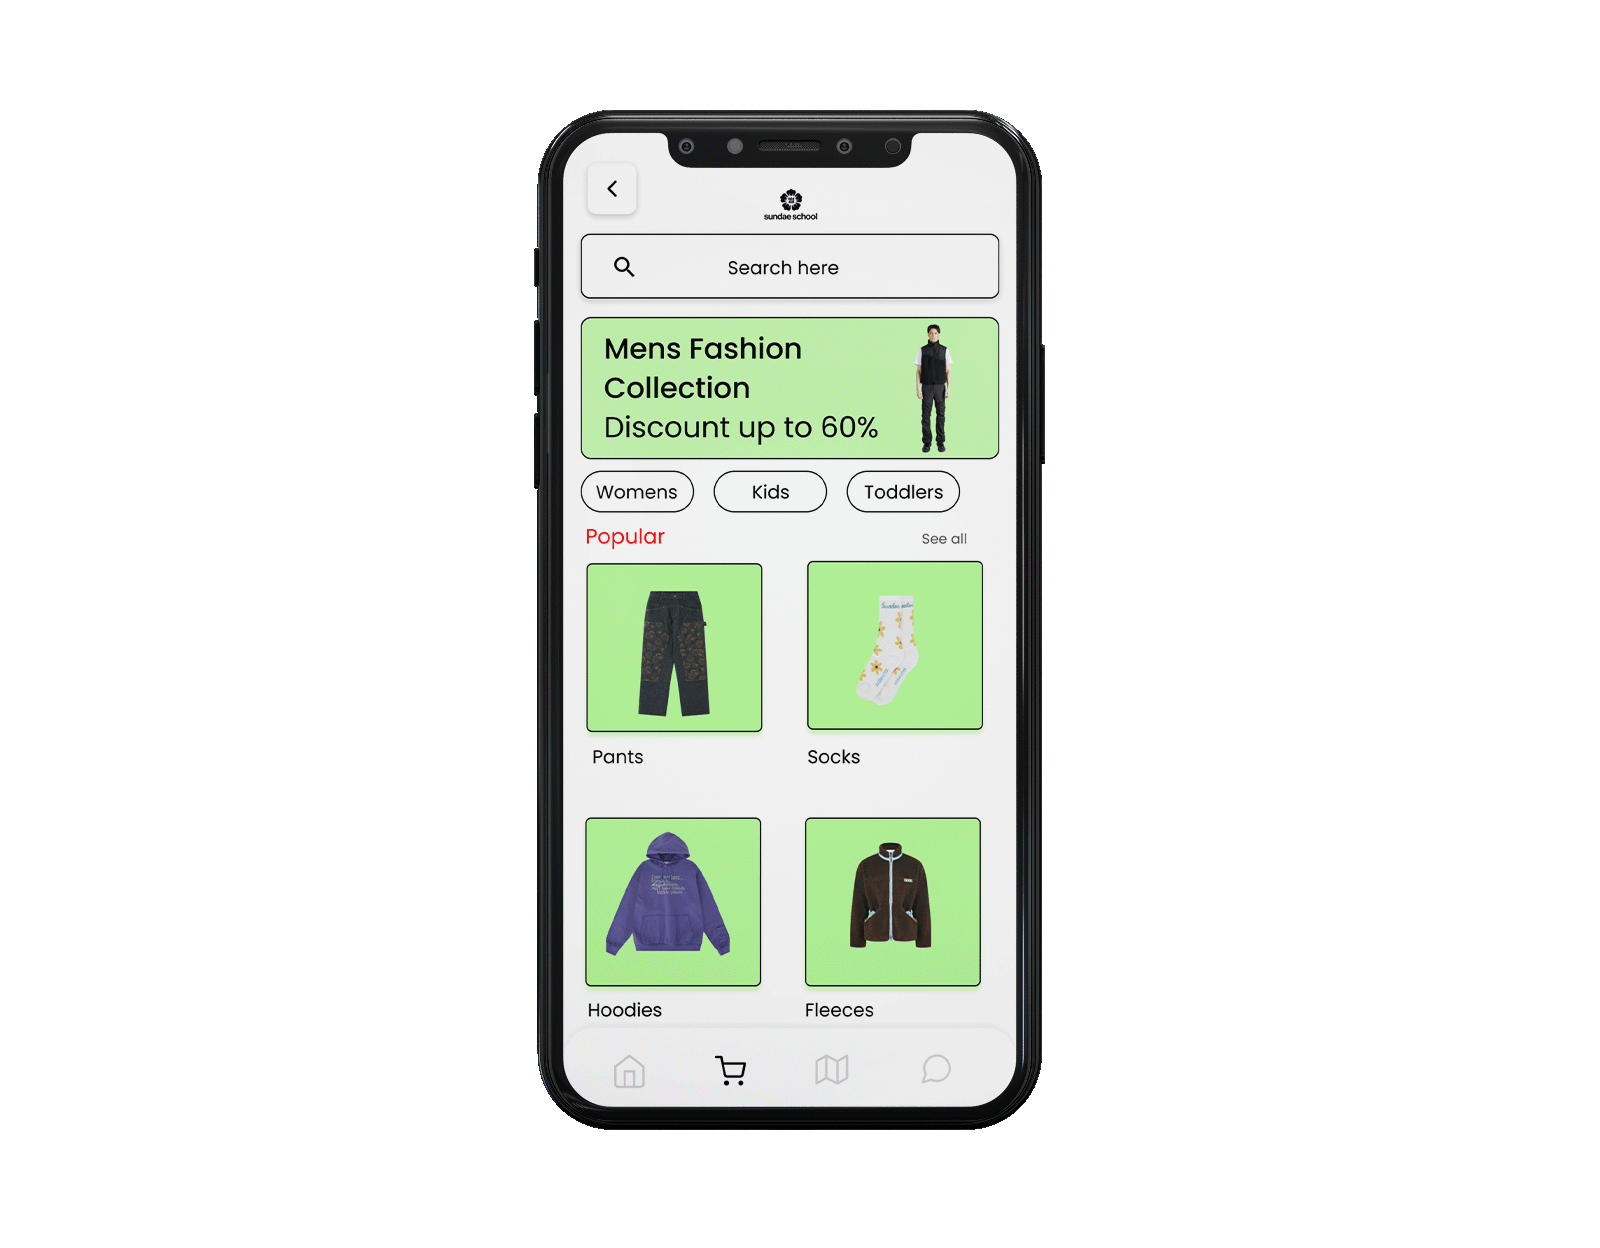 sundae school
Search here
Mens Fashion
Collection
Discount up to 60%
Womens
Kids
Toddlers
Popular
See all
Pants
Socks
Hoodies
Fleeces